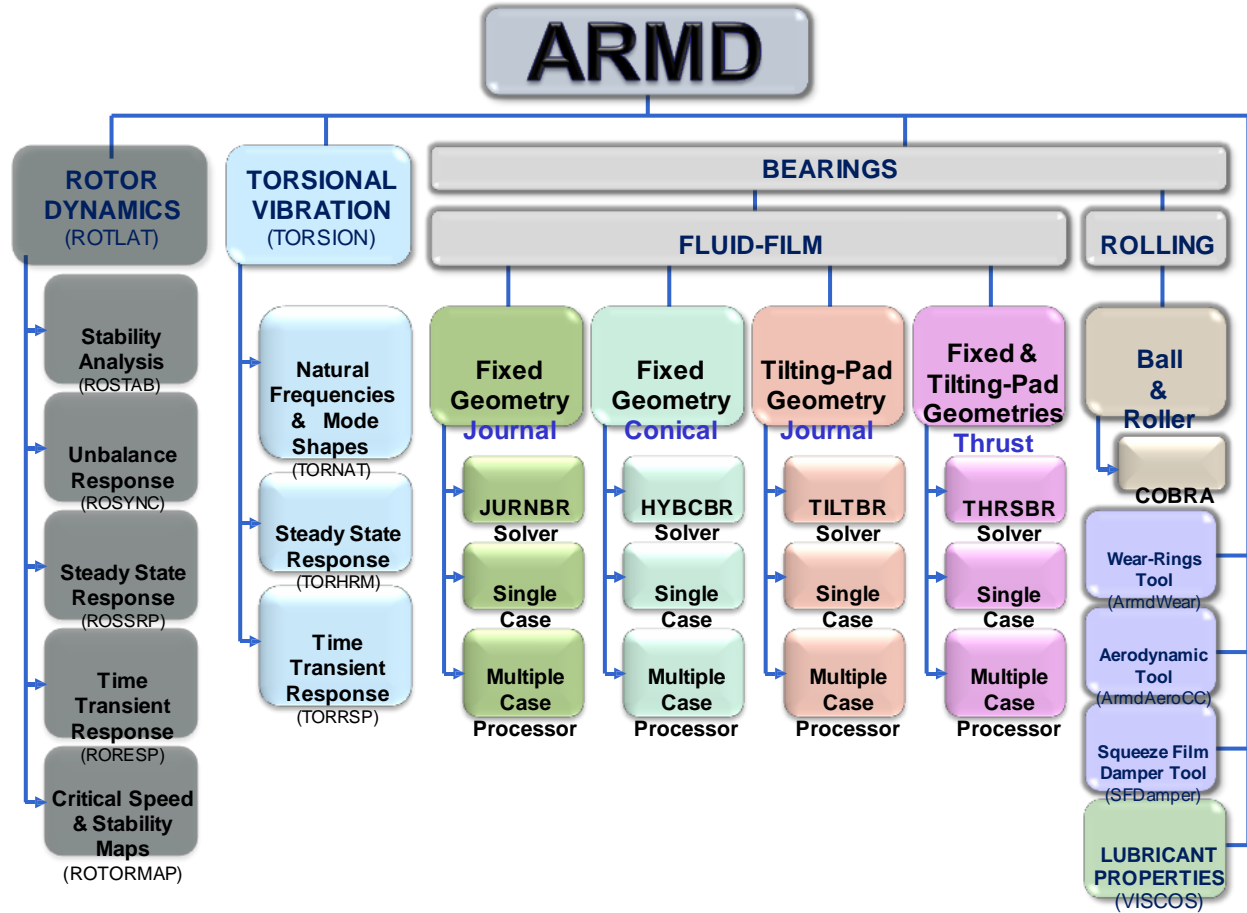 ARMD
ROTOR
DYNAMICS
(ROTLAT)
Stability
Analysis
(ROSTAB)
Unbalance
Response
(ROSYNC)
Steady State
Response
(ROSSRP)
Time
Transient
Response
(RORESP)
Critical Speed
& Stability
Maps
(ROTORMAP)
TORSIONAL
VIBRATION
(TORSION)
Natural
Frequencies
& Mode
Shapes
(TORNAT)
Steady State
Response
(TORHRM)
Time
Transient
Response
(TORRSP)
BEARINGS
FLUID-FILM
Fixed
Geometry
Journal
JURNBR
Solver
Single
Case
Multiple
Case
Processor
Fixed
Geometry
Conical
HYBCBR
Solver
Single
Case
Multiple
Case
Processor
Tilting-Pad
Geometry
Journal
TILTBR
Solver
Single
Case
Multiple
Case
Processor
Fixed &
Tilting-Pad
Geometries
Thrust
THRSBR
Solver
Single
Case
Multiple
Case
Processor
ROLLING
Ball
&
Roller
COBRA
Wear-Rings
Tool
(ArmdWear)
Aerodynamic
Tool
(ArmdAeroCC)
Squeeze Film
Damper Tool
(SFDamper)
LUBRICANT
PROPERTIES
(VISCOS)